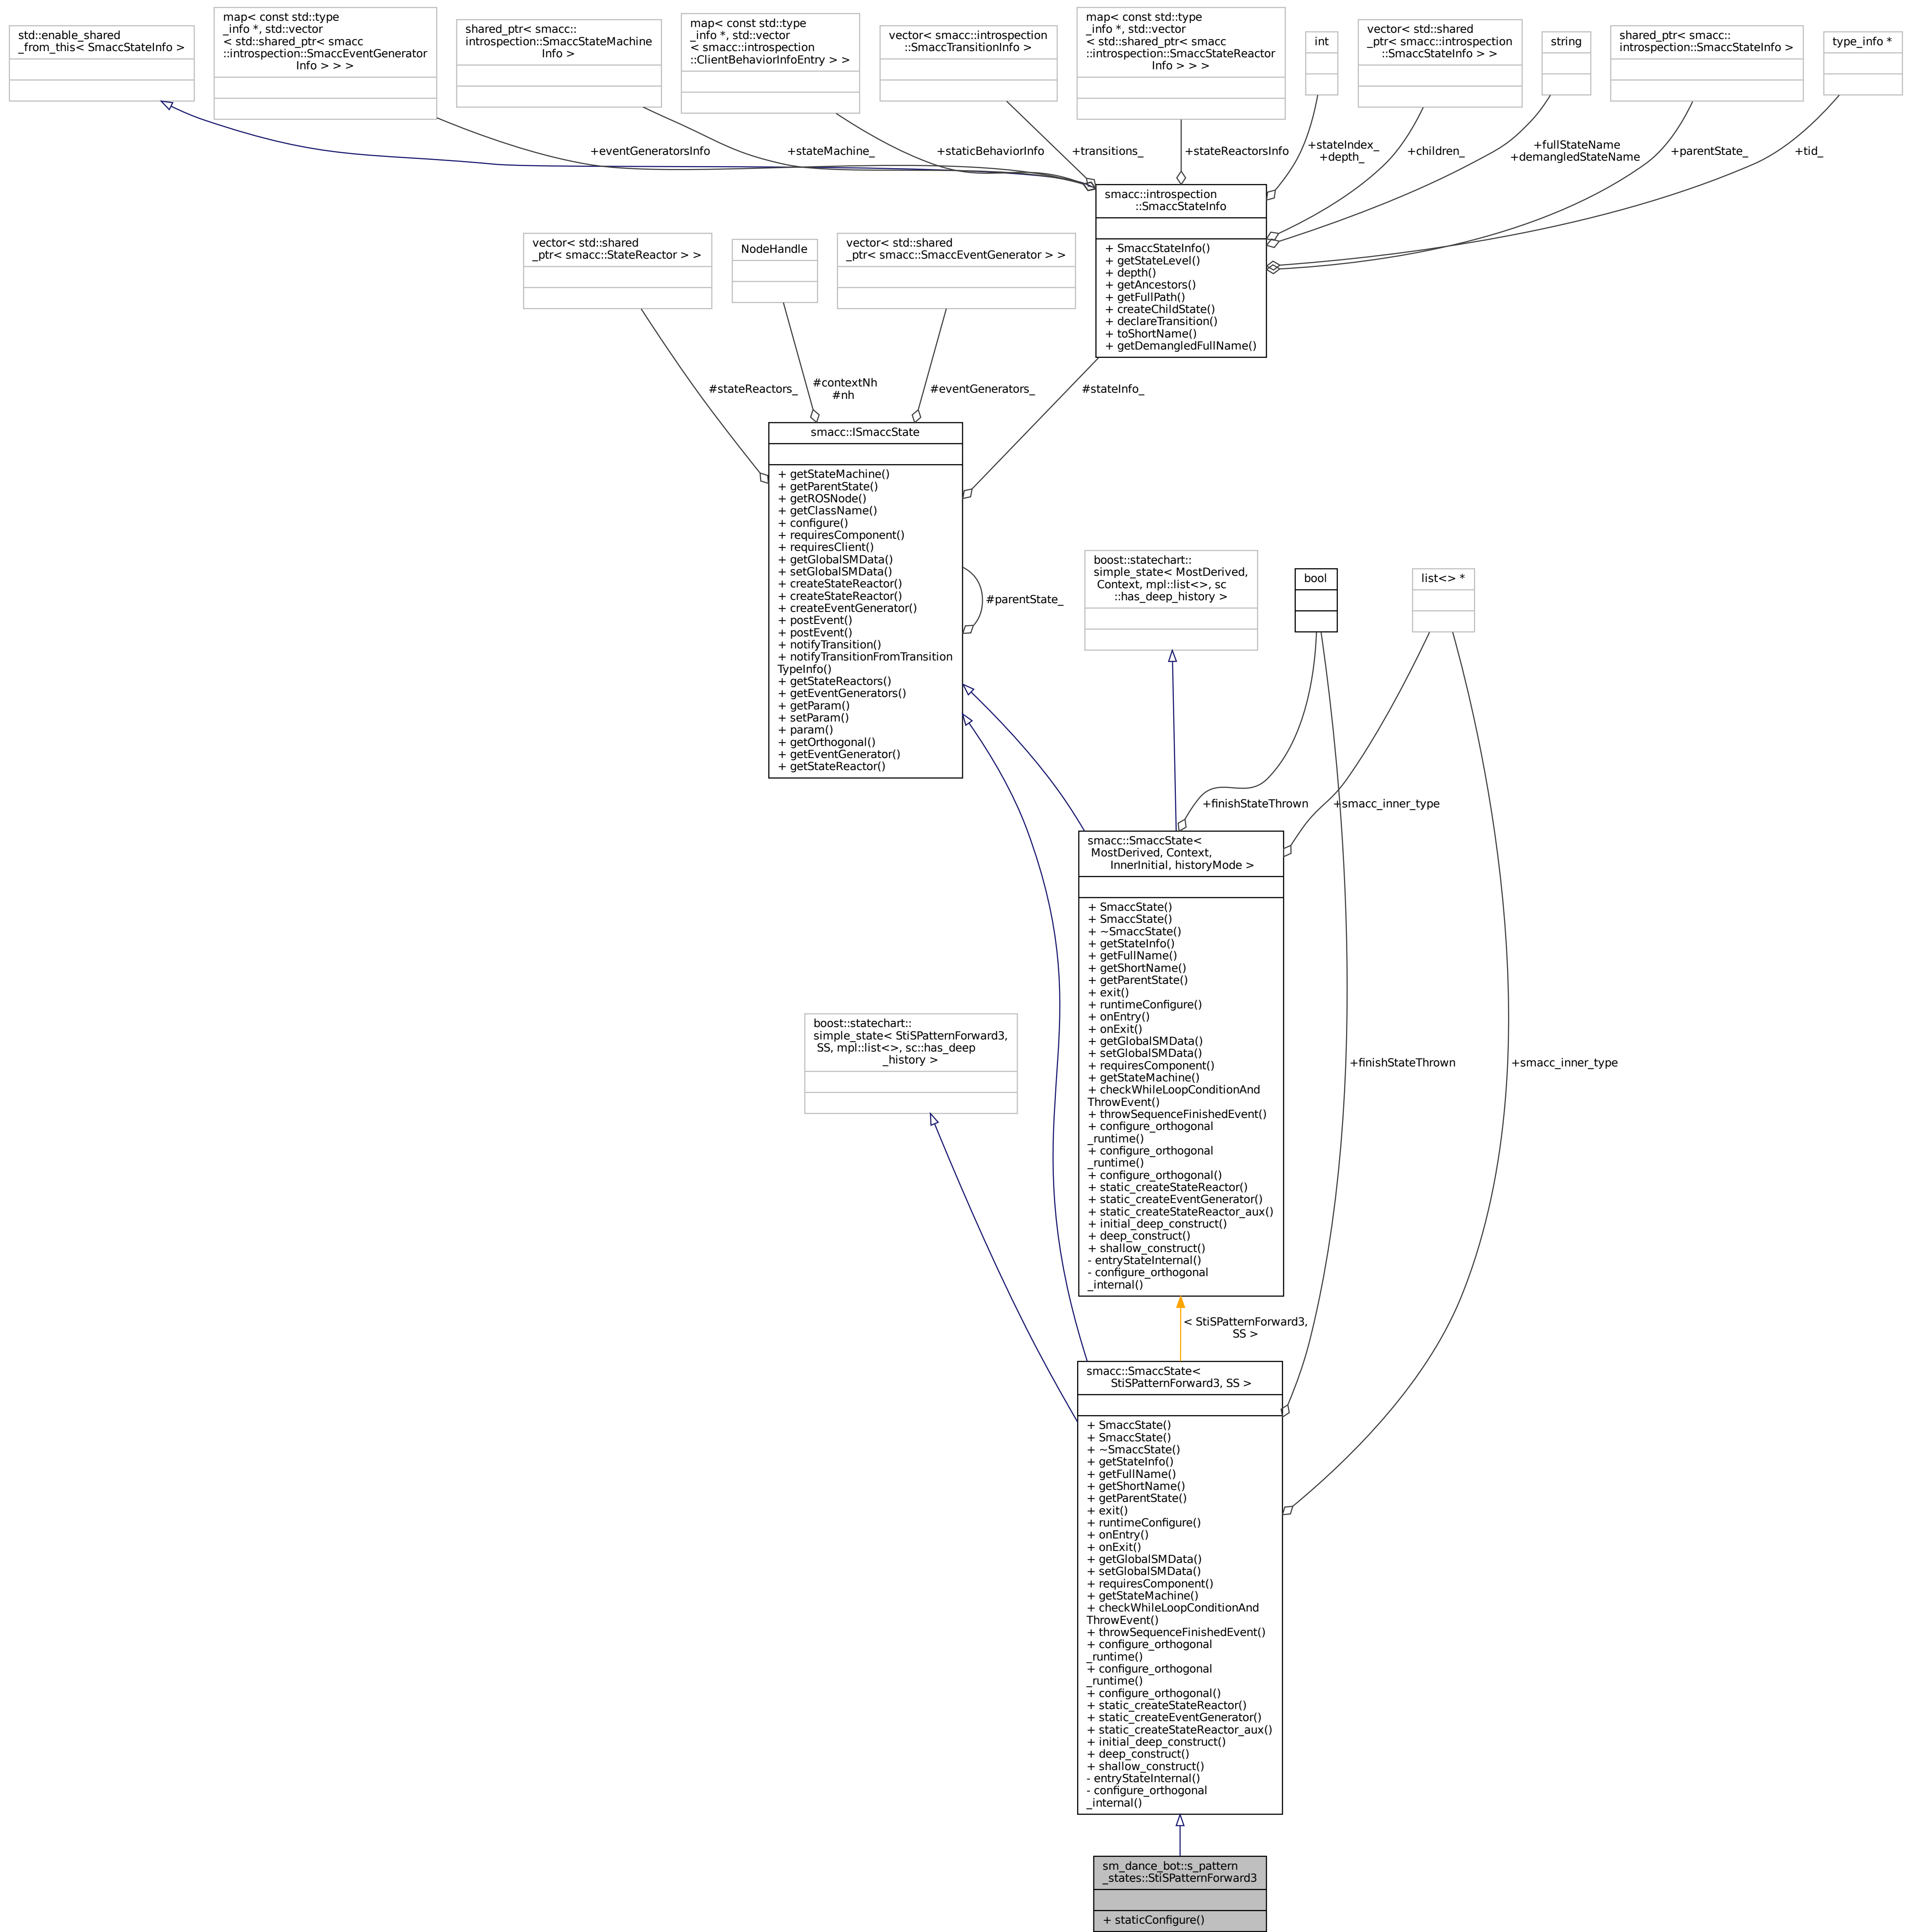 std::enable_shared
_from_this< SmaccStateInfo >
map< const std::type
_info *, std::vector
< std::shared_ptr< smacc
::introspection::SmaccEventGenerator
Info > > >
shared_ptr< smacc::
introspection::SmaccStateMachine
Info >
map< const std::type
_info *, std::vector
< smacc::introspection
::ClientBehaviorInfoEntry > >
vector< smacc::introspection
::SmaccTransitionInfo >
map< const std::type
_info *, std::vector
< std::shared_ptr< smacc
::introspection::SmaccStateReactor
Info > > >
int
vector< std::shared
_ptr< smacc::introspection
::SmaccStateInfo > >
string
shared_ptr< smacc::
introspection::SmaccStateInfo >
type_info *
+eventGeneratorsInfo
+stateMachine_
+staticBehaviorInfo
+transitions_
+stateReactorsInfo
+stateIndex_
+depth_
+children_
+fullStateName
+demangledStateName
+parentState_
+tid_
smacc::introspection
::SmaccStateInfo
+ SmaccStateInfo()
+ getStateLevel()
+ depth()
+ getAncestors()
+ getFullPath()
+ createChildState()
+ declareTransition()
+ toShortName()
+ getDemangledFullName()
vector< std::shared
_ptr< smacc::StateReactor > >
NodeHandle
vector< std::shared
_ptr< smacc::SmaccEventGenerator > >
#stateReactors_
#contextNh
#nh
#eventGenerators_
#stateInfo_
smacc::ISmaccState
+ getStateMachine()
+ getParentState()
+ getROSNode()
+ getClassName()
+ configure()
+ requiresComponent()
+ requiresClient()
+ getGlobalSMData()
+ setGlobalSMData()
+ createStateReactor()
+ createStateReactor()
+ createEventGenerator()
+ postEvent()
+ postEvent()
+ notifyTransition()
+ notifyTransitionFromTransition
TypeInfo()
+ getStateReactors()
+ getEventGenerators()
+ getParam()
+ setParam()
+ param()
+ getOrthogonal()
+ getEventGenerator()
+ getStateReactor()
#parentState_
boost::statechart::
simple_state< MostDerived,
Context, mpl::list<>, sc
::has_deep_history >
bool
list<> *
+finishStateThrown
+smacc_inner_type
smacc::SmaccState<
MostDerived, Context,
InnerInitial, historyMode >
+ SmaccState()
+ SmaccState()
+ ~SmaccState()
+ getStateInfo()
+ getFullName()
+ getShortName()
+ getParentState()
+ exit()
+ runtimeConfigure()
+ onEntry()
+ onExit()
+ getGlobalSMData()
+ setGlobalSMData()
+ requiresComponent()
+ getStateMachine()
+ checkWhileLoopConditionAnd
ThrowEvent()
+ throwSequenceFinishedEvent()
+ configure_orthogonal
_runtime()
+ configure_orthogonal
_runtime()
+ configure_orthogonal()
+ static_createStateReactor()
+ static_createEventGenerator()
+ static_createStateReactor_aux()
+ initial_deep_construct()
+ deep_construct()
+ shallow_construct()
- entryStateInternal()
- configure_orthogonal
_internal()
boost::statechart::
simple_state< StiSPatternForward3,
SS, mpl::list<>, sc::has_deep
_history >
+finishStateThrown
+smacc_inner_type
< StiSPatternForward3,
SS >
smacc::SmaccState<
StiSPatternForward3, SS >
+ SmaccState()
+ SmaccState()
+ ~SmaccState()
+ getStateInfo()
+ getFullName()
+ getShortName()
+ getParentState()
+ exit()
+ runtimeConfigure()
+ onEntry()
+ onExit()
+ getGlobalSMData()
+ setGlobalSMData()
+ requiresComponent()
+ getStateMachine()
+ checkWhileLoopConditionAnd
ThrowEvent()
+ throwSequenceFinishedEvent()
+ configure_orthogonal
_runtime()
+ configure_orthogonal
_runtime()
+ configure_orthogonal()
+ static_createStateReactor()
+ static_createEventGenerator()
+ static_createStateReactor_aux()
+ initial_deep_construct()
+ deep_construct()
+ shallow_construct()
- entryStateInternal()
- configure_orthogonal
_internal()
sm_dance_bot::s_pattern
_states::StiSPatternForward3
+ staticConfigure()